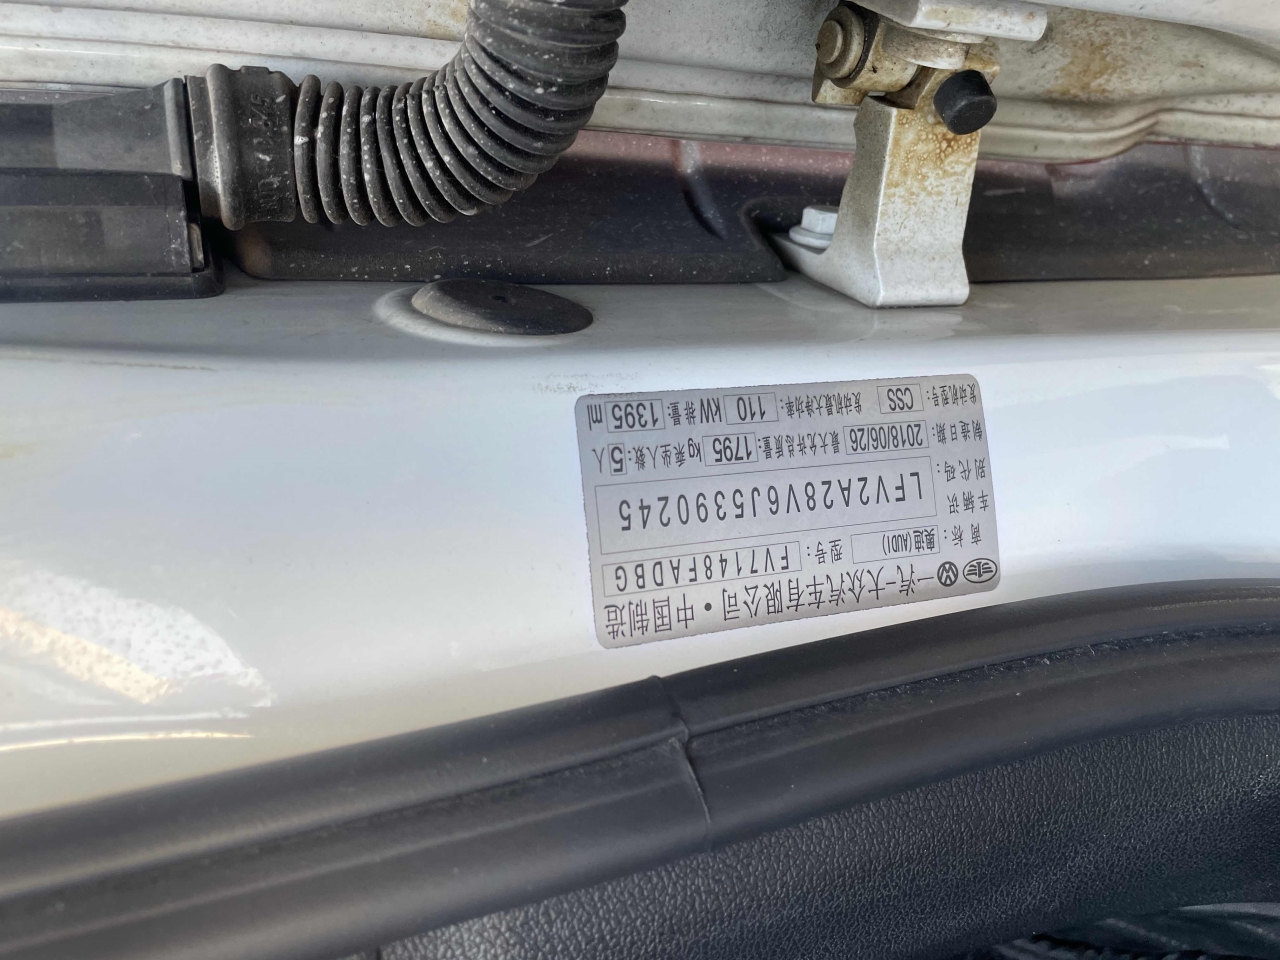 一汽-大众汽车有限公司·中国制造
商标:奥迪(AUDI) 型号:FV7148FADBG
车辆识别代码:LFV2A28V6J5390245
制造日期:2018/06/26 最大允许总质量:1795 kg 乘坐人数:5人
发动机型号:CSS 发动机最大净功率:110 kW 排量:1395 ml